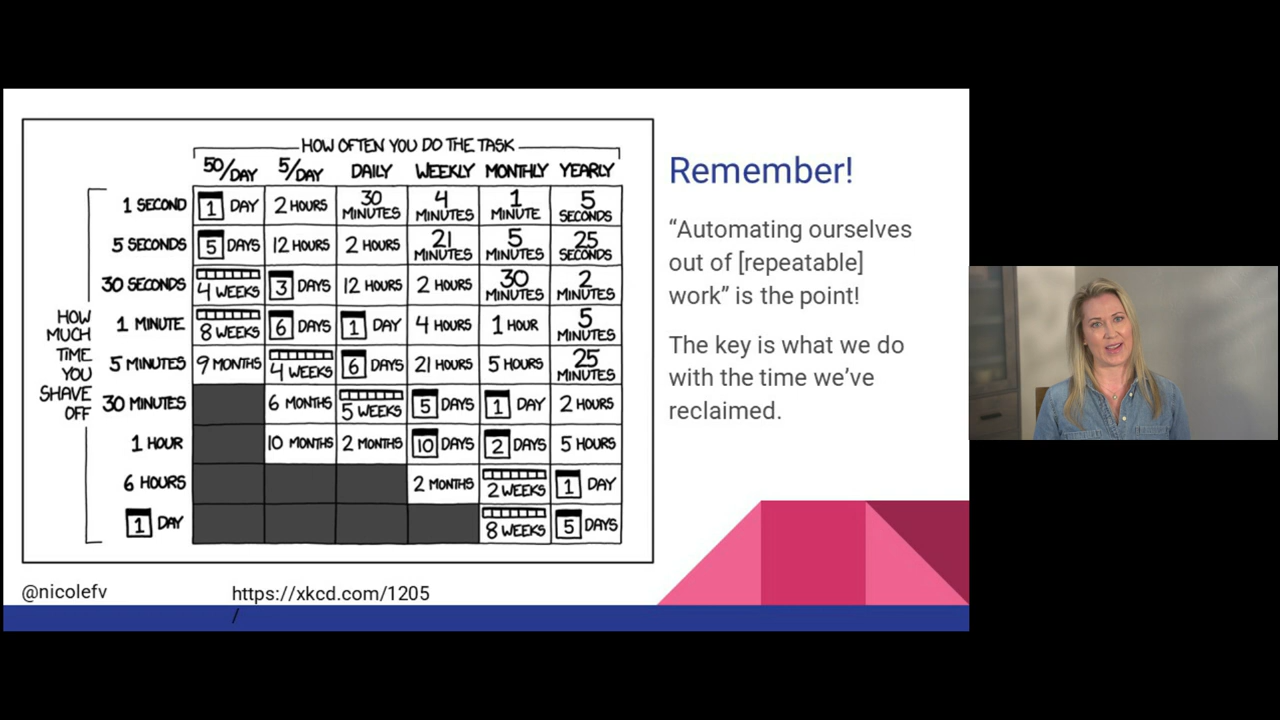 HOW OFTEN YOU DO THE TASK
50/DAY 5/DAY DAILY WEEKLY MONTHLY YEARLY
HOW MUCH TIME YOU SHAVE OFF
1 SECOND 1 DAY 2 HOURS 30 MINUTES 4 MINUTES 1 MINUTE 5 SECONDS
5 SECONDS 5 DAYS 12 HOURS 2 HOURS 21 MINUTES 5 MINUTES 25 SECONDS
30 SECONDS 4 WEEKS 3 DAYS 12 HOURS 2 HOURS 30 MINUTES 2 MINUTES
1 MINUTE 8 WEEKS 6 DAYS 1 DAY 4 HOURS 1 HOUR 5 MINUTES
5 MINUTES 9 MONTHS 4 WEEKS 6 DAYS 21 HOURS 5 HOURS 25 MINUTES
30 MINUTES 6 MONTHS 5 WEEKS 5 DAYS 1 DAY 2 HOURS
1 HOUR 10 MONTHS 2 MONTHS 10 DAYS 2 DAYS 5 HOURS
6 HOURS 2 MONTHS 2 WEEKS 1 DAY
1 DAY 8 WEEKS 5 DAYS
Remember!
“Automating ourselves
out of [repeatable]
work” is the point!
The key is what we do
with the time we’ve
reclaimed.
@nicolefv
https://xkcd.com/1205
/